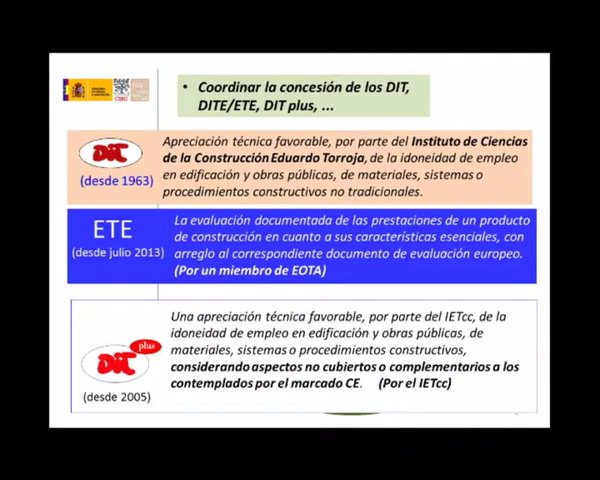 • Coordinar la concesión de los DIT,
DITE/ETE, DIT plus, ...
CSIC
DIT
(desde 1963)
Apreciación técnica favorable, por parte del Instituto de Ciencias
de la Construcción Eduardo Torroja, de la idoneidad de empleo
en edificación y obras públicas, de materiales, sistemas o
procedimientos constructivos no tradicionales.
ETE
(desde julio 2013)
La evaluación documentada de las prestaciones de un producto
de construcción en cuanto a sus características esenciales, con
arreglo al correspondiente documento de evaluación europeo.
(Por un miembro de EOTA)
DIT plus
(desde 2005)
Una apreciación técnica favorable, por parte del IETcc, de la
idoneidad de empleo en edificación y obras públicas, de
materiales, sistemas o procedimientos constructivos,
considerando aspectos no cubiertos o complementarios a los
contemplados por el marcado CE. (Por el IETcc)